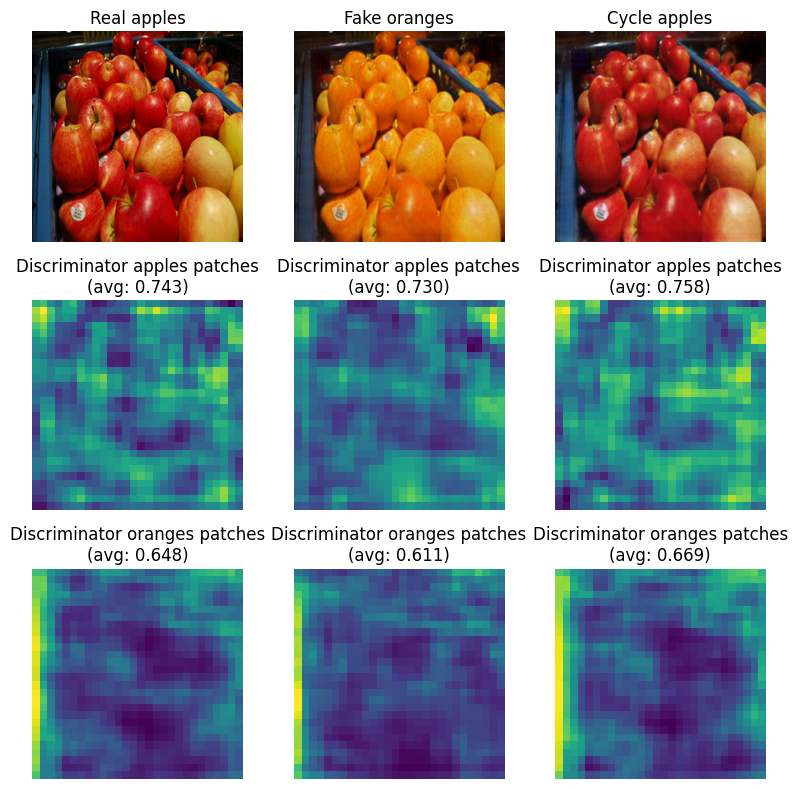 Real apples
Fake oranges
Cycle apples
Discriminator apples patches
(avg: 0.743)
Discriminator apples patches
(avg: 0.730)
Discriminator apples patches
(avg: 0.758)
Discriminator oranges patches
(avg: 0.648)
Discriminator oranges patches
(avg: 0.611)
Discriminator oranges patches
(avg: 0.669)